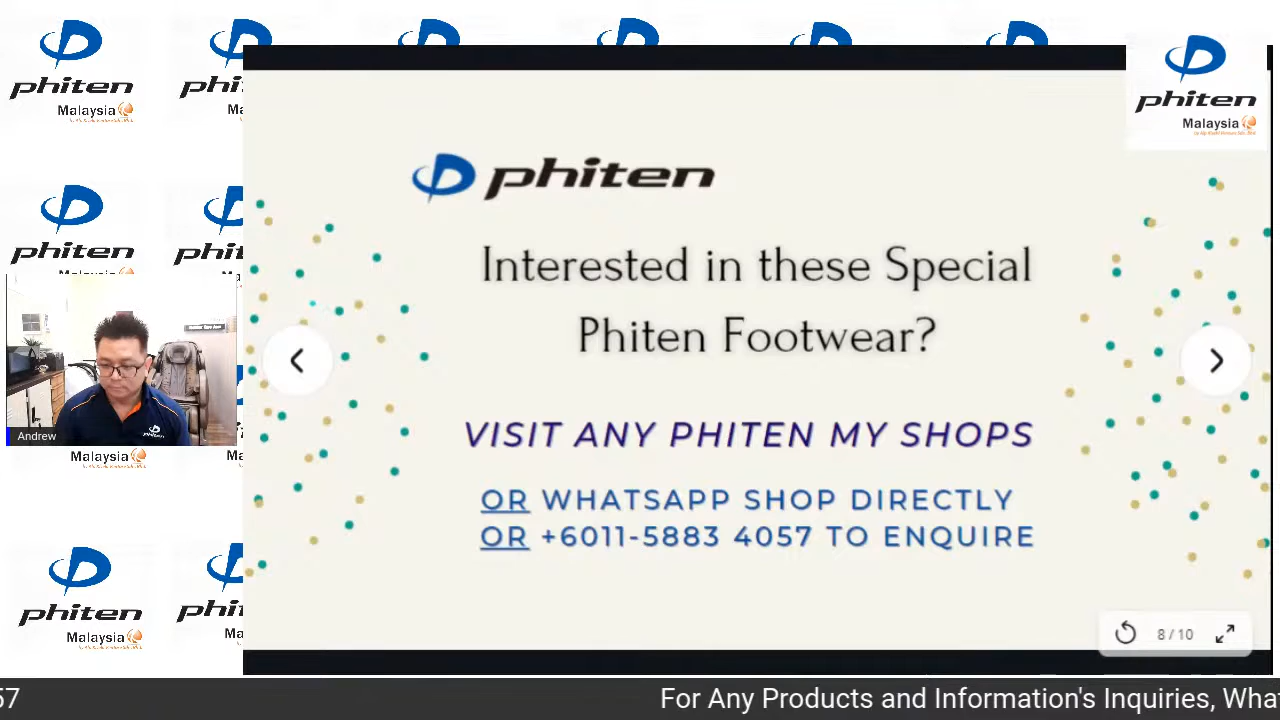 phiten
Malaysia
phiten
Malaysia
phiten
Interested in these Special
Phiten Footwear?
VISIT ANY PHITEN MY SHOPS
OR WHATSAPP SHOP DIRECTLY
OR +6011-5883 4057 TO ENQUIRE
phiten
Andrew
Malaysia
phiten
Malaysia
8/10
57
For Any Products and Information's Inquiries, What